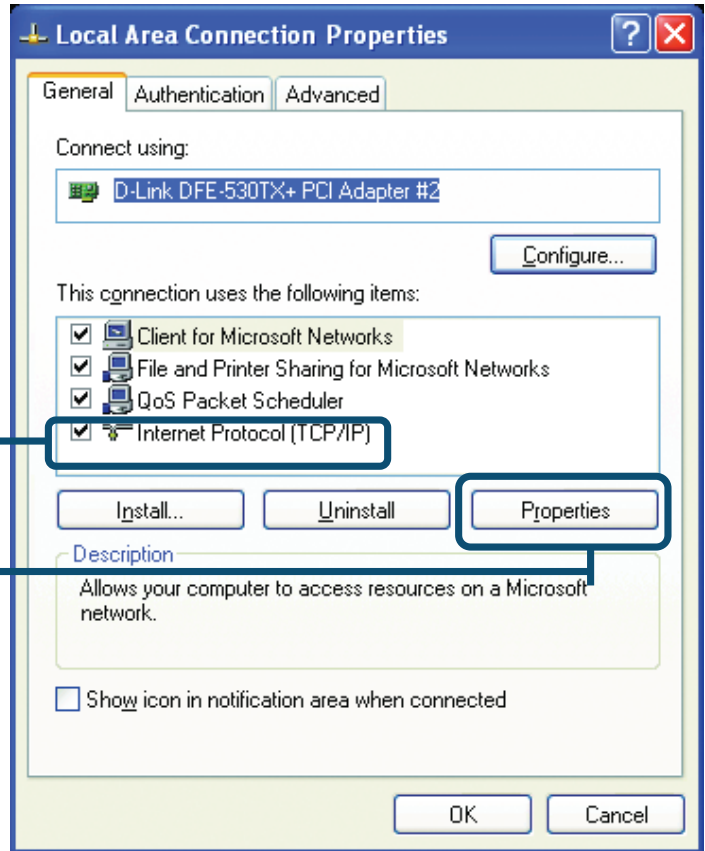 Local Area Connection Properties
General Authentication Advanced
Connect using:
D-Link DFE-530TX+ PCI Adapter #2
Configure...
This connection uses the following items:
Client for Microsoft Networks
File and Printer Sharing for Microsoft Networks
QoS Packet Scheduler
Internet Protocol (TCP/IP)
Install... Uninstall Properties
Description
Allows your computer to access resources on a Microsoft
network.
Show icon in notification area when connected
OK Cancel